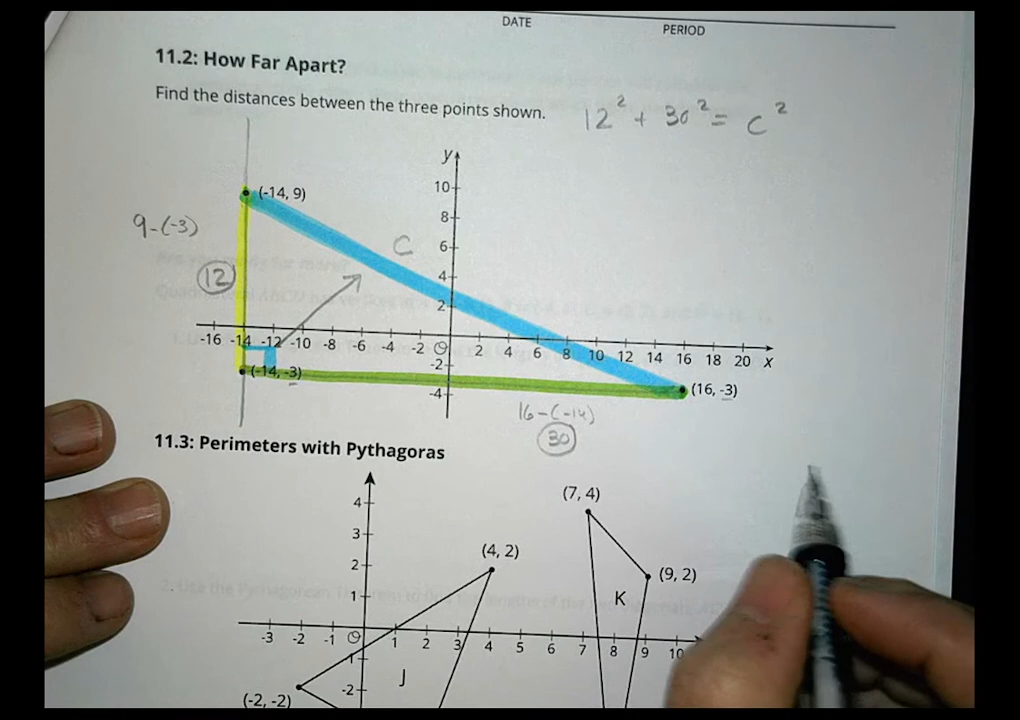 DATE
PERIOD
11.2: How Far Apart?
Find the distances between the three points shown.
12² + 30² = c²
y
(-14, 9)
10
8
6
4
2
9-(-3)
12
C
-16 -14 -12 -10 -8 -6 -4 -2 O 2 4 6 8 10 12 14 16 18 20 x
-2
-4
(-14, -3)
(16, -3)
16-(-14)
30
11.3: Perimeters with Pythagoras
4
3
2
1
(4, 2)
(7, 4)
(9, 2)
K
-3 -2 -1 O 1 2 3 4 5 6 7 8 9 10
-2
J
(-2, -2)